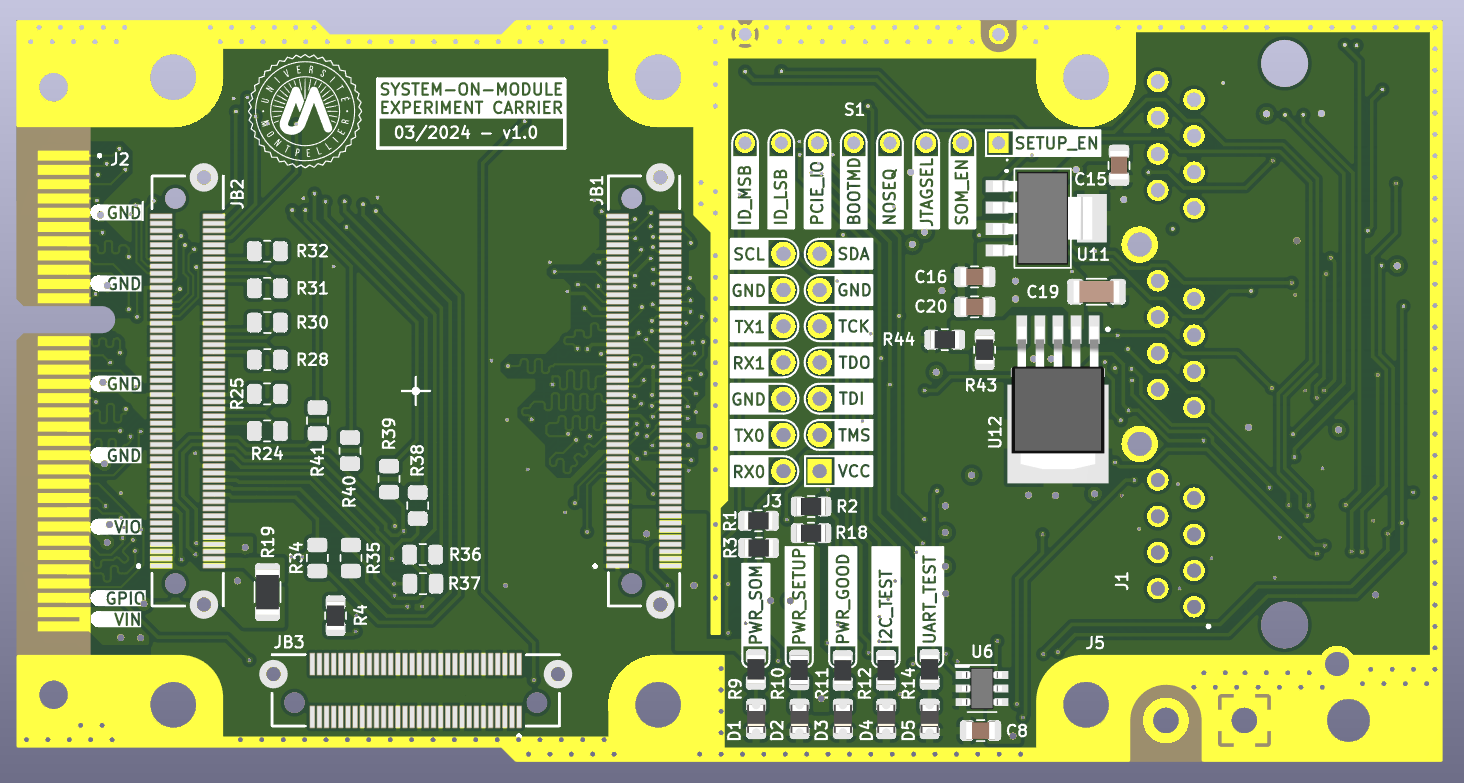 UNIVERSITÉ
MONTPELLIER
SYSTEM-ON-MODULE
EXPERIMENT CARRIER
03/2024 - v1.0
S1
ID_MSB
ID_LSB
PCIE_IO
BOOTMD
NOSEQ
JTAGSEL
SOM_EN
SETUP_EN
C15
U11
J2
JB2
JB1
GND
GND
GND
GND
VIO
GPIO
VIN
R32
R31
R30
R28
R25
R24
R41
R40
R39
R38
R19
R34
R35
R36
R37
R4
JB3
SCL SDA
GND GND
TX1 TCK
RX1 TDO
GND TDI
TX0 TMS
RX0 VCC
C16
C20
C19
R44
R43
U12
J3
R1
R2
R3
R18
PWR_SOM
PWR_SETUP
PWR_GOOD
I2C_TEST
UART_TEST
R9
R10
R11
R12
R14
D1
D2
D3
D4
D5
U6
C8
J1
J5